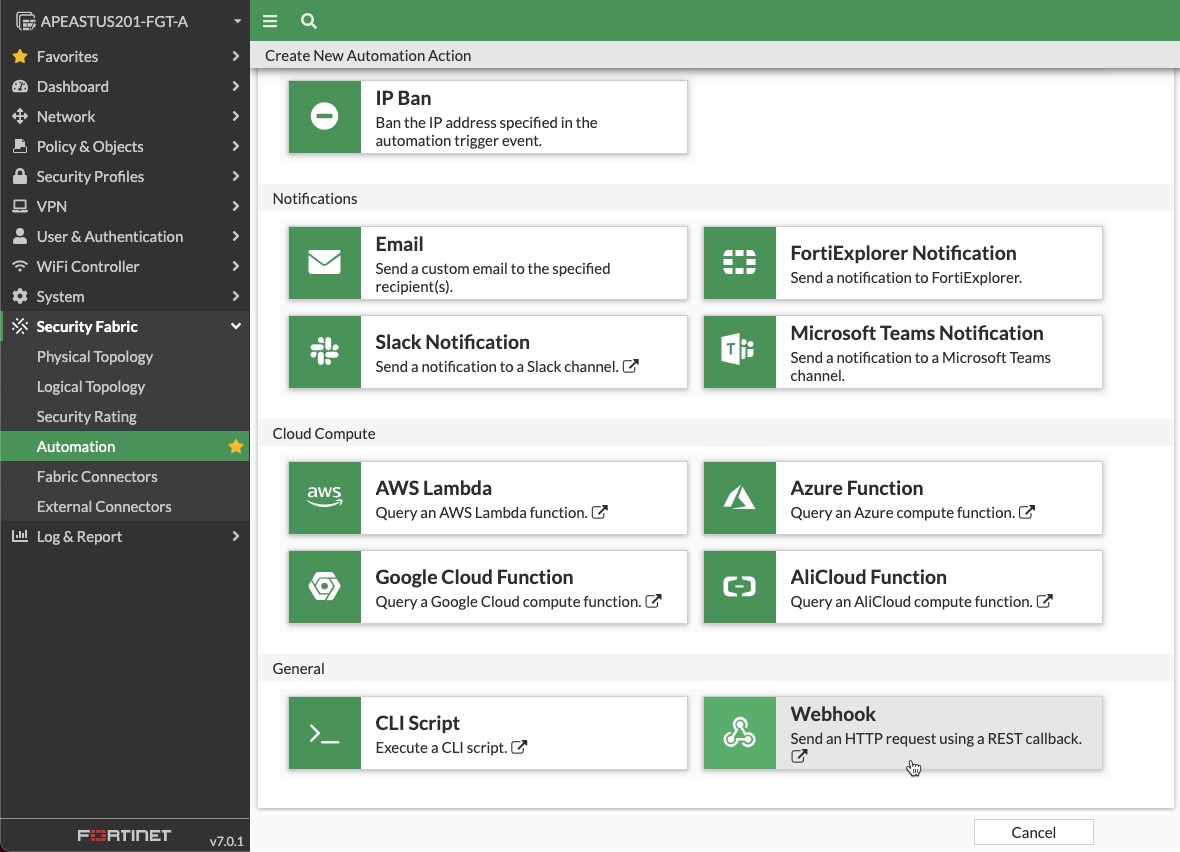 APEASTUS201-FGT-A
Favorites
Dashboard
Network
Policy & Objects
Security Profiles
VPN
User & Authentication
WiFi Controller
System
Security Fabric
Physical Topology
Logical Topology
Security Rating
Automation
Fabric Connectors
External Connectors
Log & Report
FORTINET
v7.0.1
Create New Automation Action
IP Ban
Ban the IP address specified in the
automation trigger event.
Notifications
Email
Send a custom email to the specified
recipient(s).
FortiExplorer Notification
Send a notification to FortiExplorer.
Slack Notification
Send a notification to a Slack channel.
Microsoft Teams Notification
Send a notification to a Microsoft Teams
channel.
Cloud Compute
aws
AWS Lambda
Query an AWS Lambda function.
Azure Function
Query an Azure compute function.
Google Cloud Function
Query a Google Cloud compute function.
AliCloud Function
Query an AliCloud compute function.
General
CLI Script
Execute a CLI script.
Webhook
Send an HTTP request using a REST callback.
Cancel